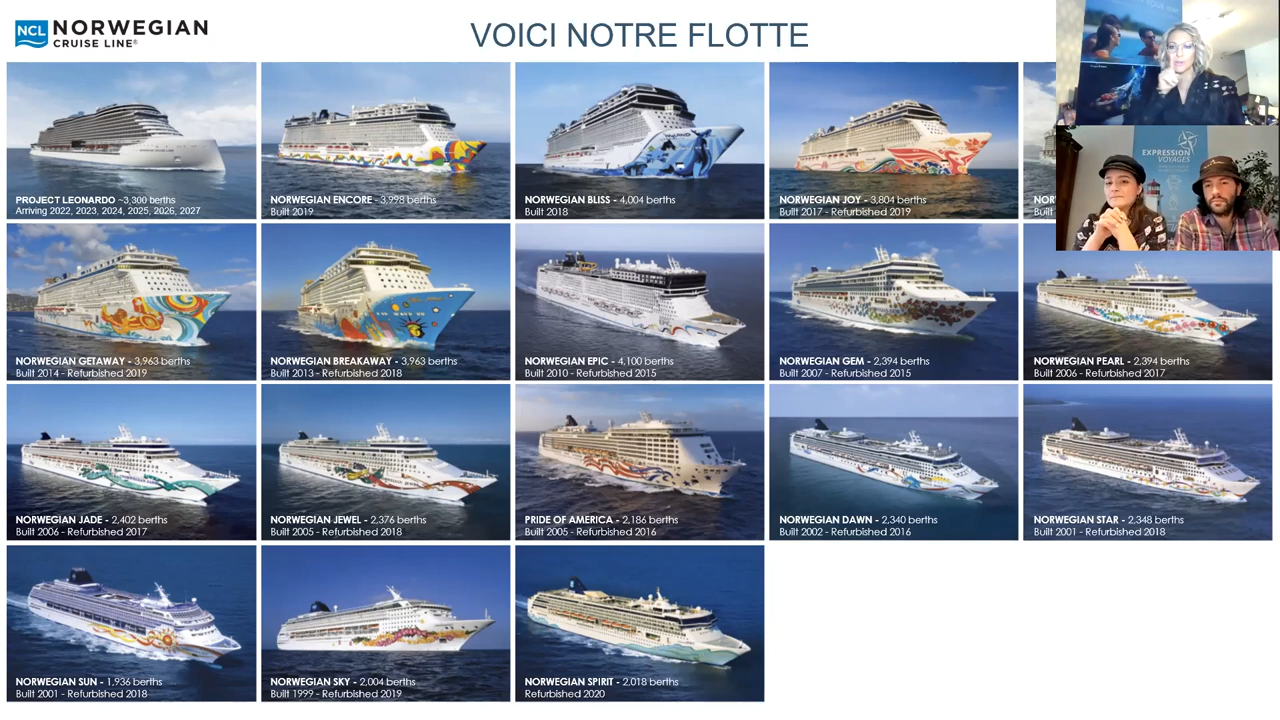 NCL NORWEGIAN
CRUISE LINE®
VOICI NOTRE FLOTTE
EXPRESSION
VOYAGES
PROJECT LEONARDO ~3,300 berths
Arriving 2022, 2023, 2024, 2025, 2026, 2027
NORWEGIAN ENCORE - 3,998 berths
Built 2019
NORWEGIAN BLISS - 4,004 berths
Built 2018
NORWEGIAN JOY - 3,804 berths
Built 2017 - Refurbished 2019
NOR
Built
NORWEGIAN GETAWAY - 3,963 berths
Built 2014 - Refurbished 2019
NORWEGIAN BREAKAWAY - 3,963 berths
Built 2013 - Refurbished 2018
NORWEGIAN EPIC - 4,100 berths
Built 2010 - Refurbished 2015
NORWEGIAN GEM - 2,394 berths
Built 2007 - Refurbished 2015
NORWEGIAN PEARL - 2,394 berths
Built 2006 - Refurbished 2017
NORWEGIAN JADE - 2,402 berths
Built 2006 - Refurbished 2017
NORWEGIAN JEWEL - 2,376 berths
Built 2005 - Refurbished 2018
PRIDE OF AMERICA - 2,186 berths
Built 2005 - Refurbished 2016
NORWEGIAN DAWN - 2,340 berths
Built 2002 - Refurbished 2016
NORWEGIAN STAR - 2,348 berths
Built 2001 - Refurbished 2018
NORWEGIAN SUN - 1,936 berths
Built 2001 - Refurbished 2018
NORWEGIAN SKY - 2,004 berths
Built 1999 - Refurbished 2019
NORWEGIAN SPIRIT - 2,018 berths
Refurbished 2020